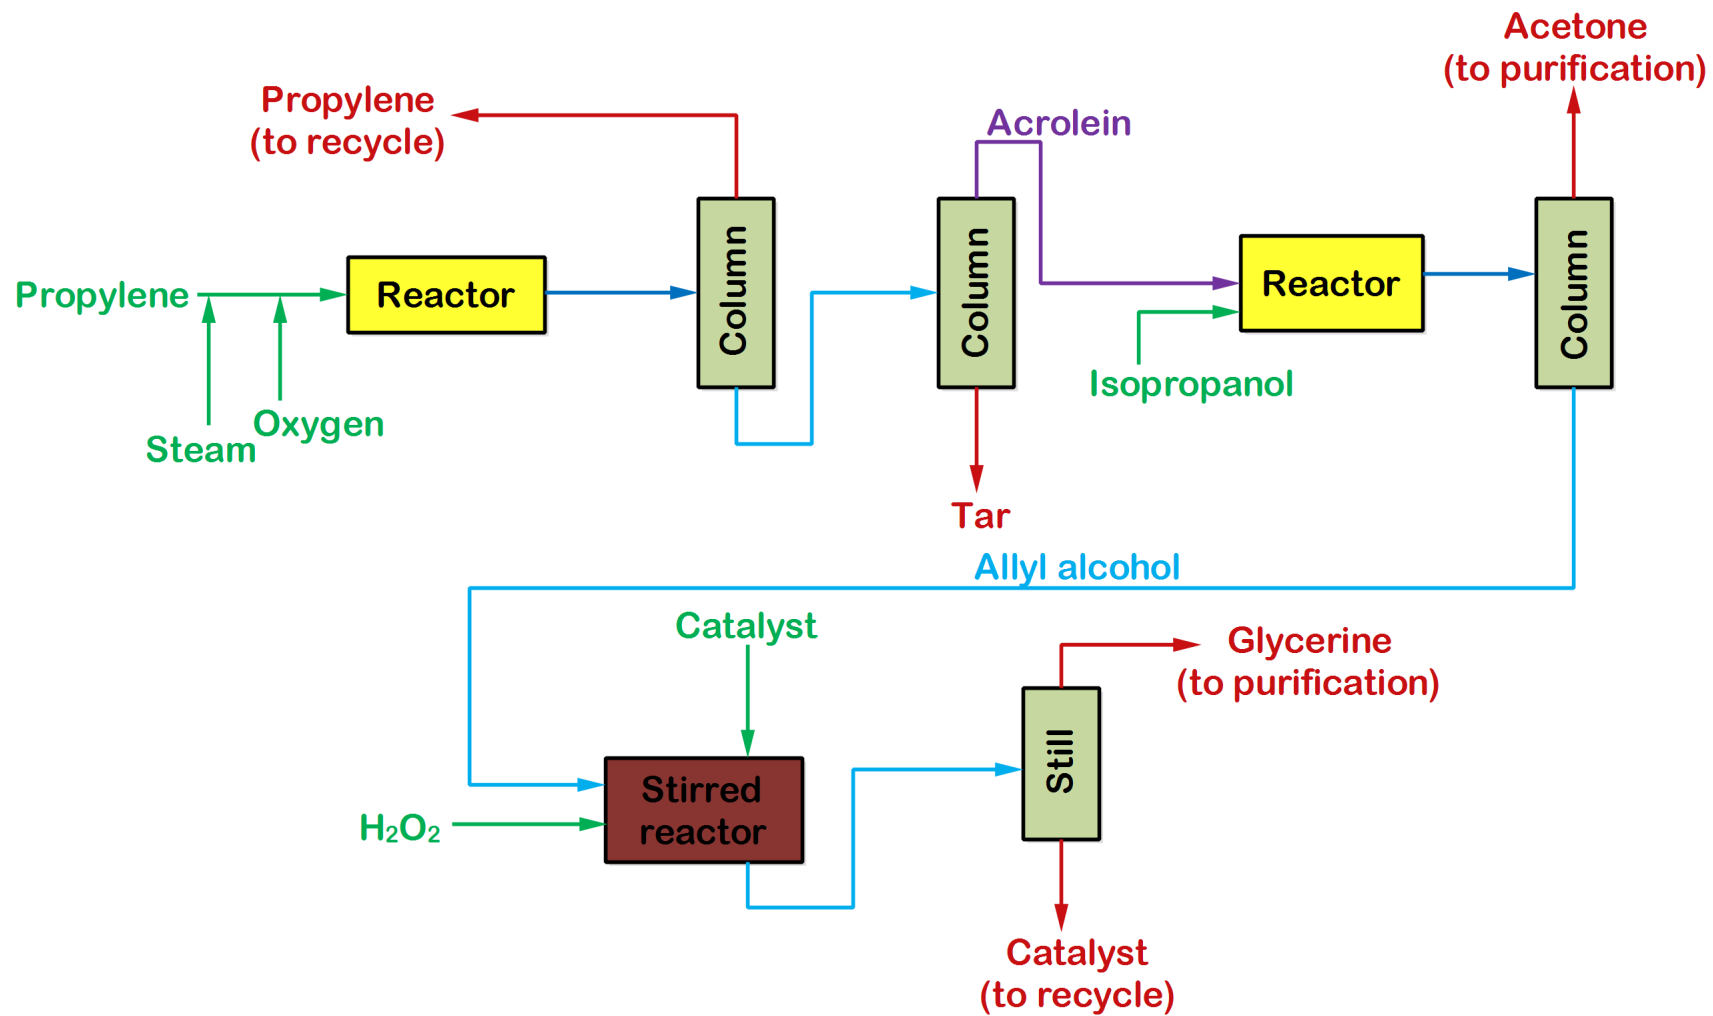 Acetone
(to purification)
Propylene
(to recycle)
Acrolein
Column
Column
Column
Reactor
Propylene
Reactor
Isopropanol
Oxygen
Steam
Tar
Allyl alcohol
Catalyst
Glycerine
(to purification)
Still
Stirred
reactor
H₂O₂
Catalyst
(to recycle)